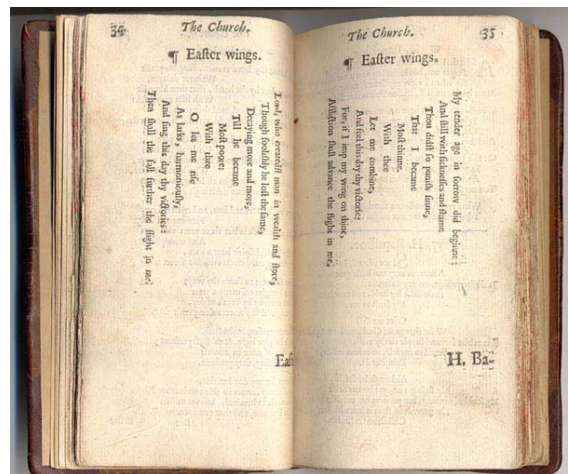 34 The Church.
¶ Eaſter wings.
Lord, who createdſt man in wealth and ſtore,
Though fooliſhly he loſt the ſame,
Decaying more and more,
Till he became
Moſt poore:
With thee
O let me riſe
As larks, harmoniouſly,
And ſing this day thy victories:
Then ſhall the fall further the flight in me.
Eaſ-
The Church. 35
¶ Eaſter wings.
My tender age in ſorrow did beginne:
And ſtill with ſickneſſes and ſhame
Thou didſt ſo puniſh ſinne,
That I became
Moſt thinne.
With thee
Let me combine,
And feel this day thy victorie:
For, if I imp my wing on thine,
Affliction ſhall advance the flight in me.
H. Ba-